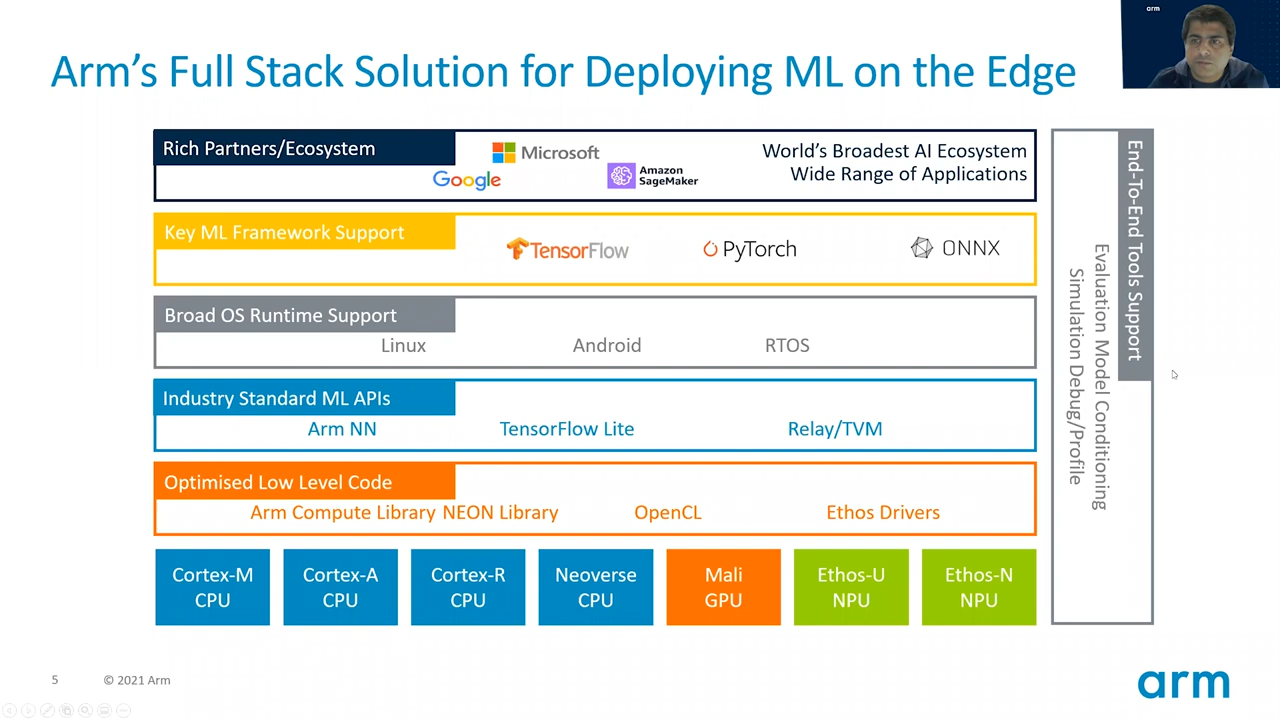 arm
Arm's Full Stack Solution for Deploying ML on the Edge
Rich Partners/Ecosystem
Microsoft
Google
Amazon
SageMaker
World's Broadest AI Ecosystem
Wide Range of Applications
Key ML Framework Support
TensorFlow
PyTorch
ONNX
Broad OS Runtime Support
Linux Android RTOS
Industry Standard ML APIs
Arm NN TensorFlow Lite Relay/TVM
Optimised Low Level Code
Arm Compute Library NEON Library OpenCL Ethos Drivers
Cortex-M
CPU
Cortex-A
CPU
Cortex-R
CPU
Neoverse
CPU
Mali
GPU
Ethos-U
NPU
Ethos-N
NPU
End-To-End Tools Support
Evaluation Model Conditioning
Simulation Debug/Profile
5 © 2021 Arm
arm